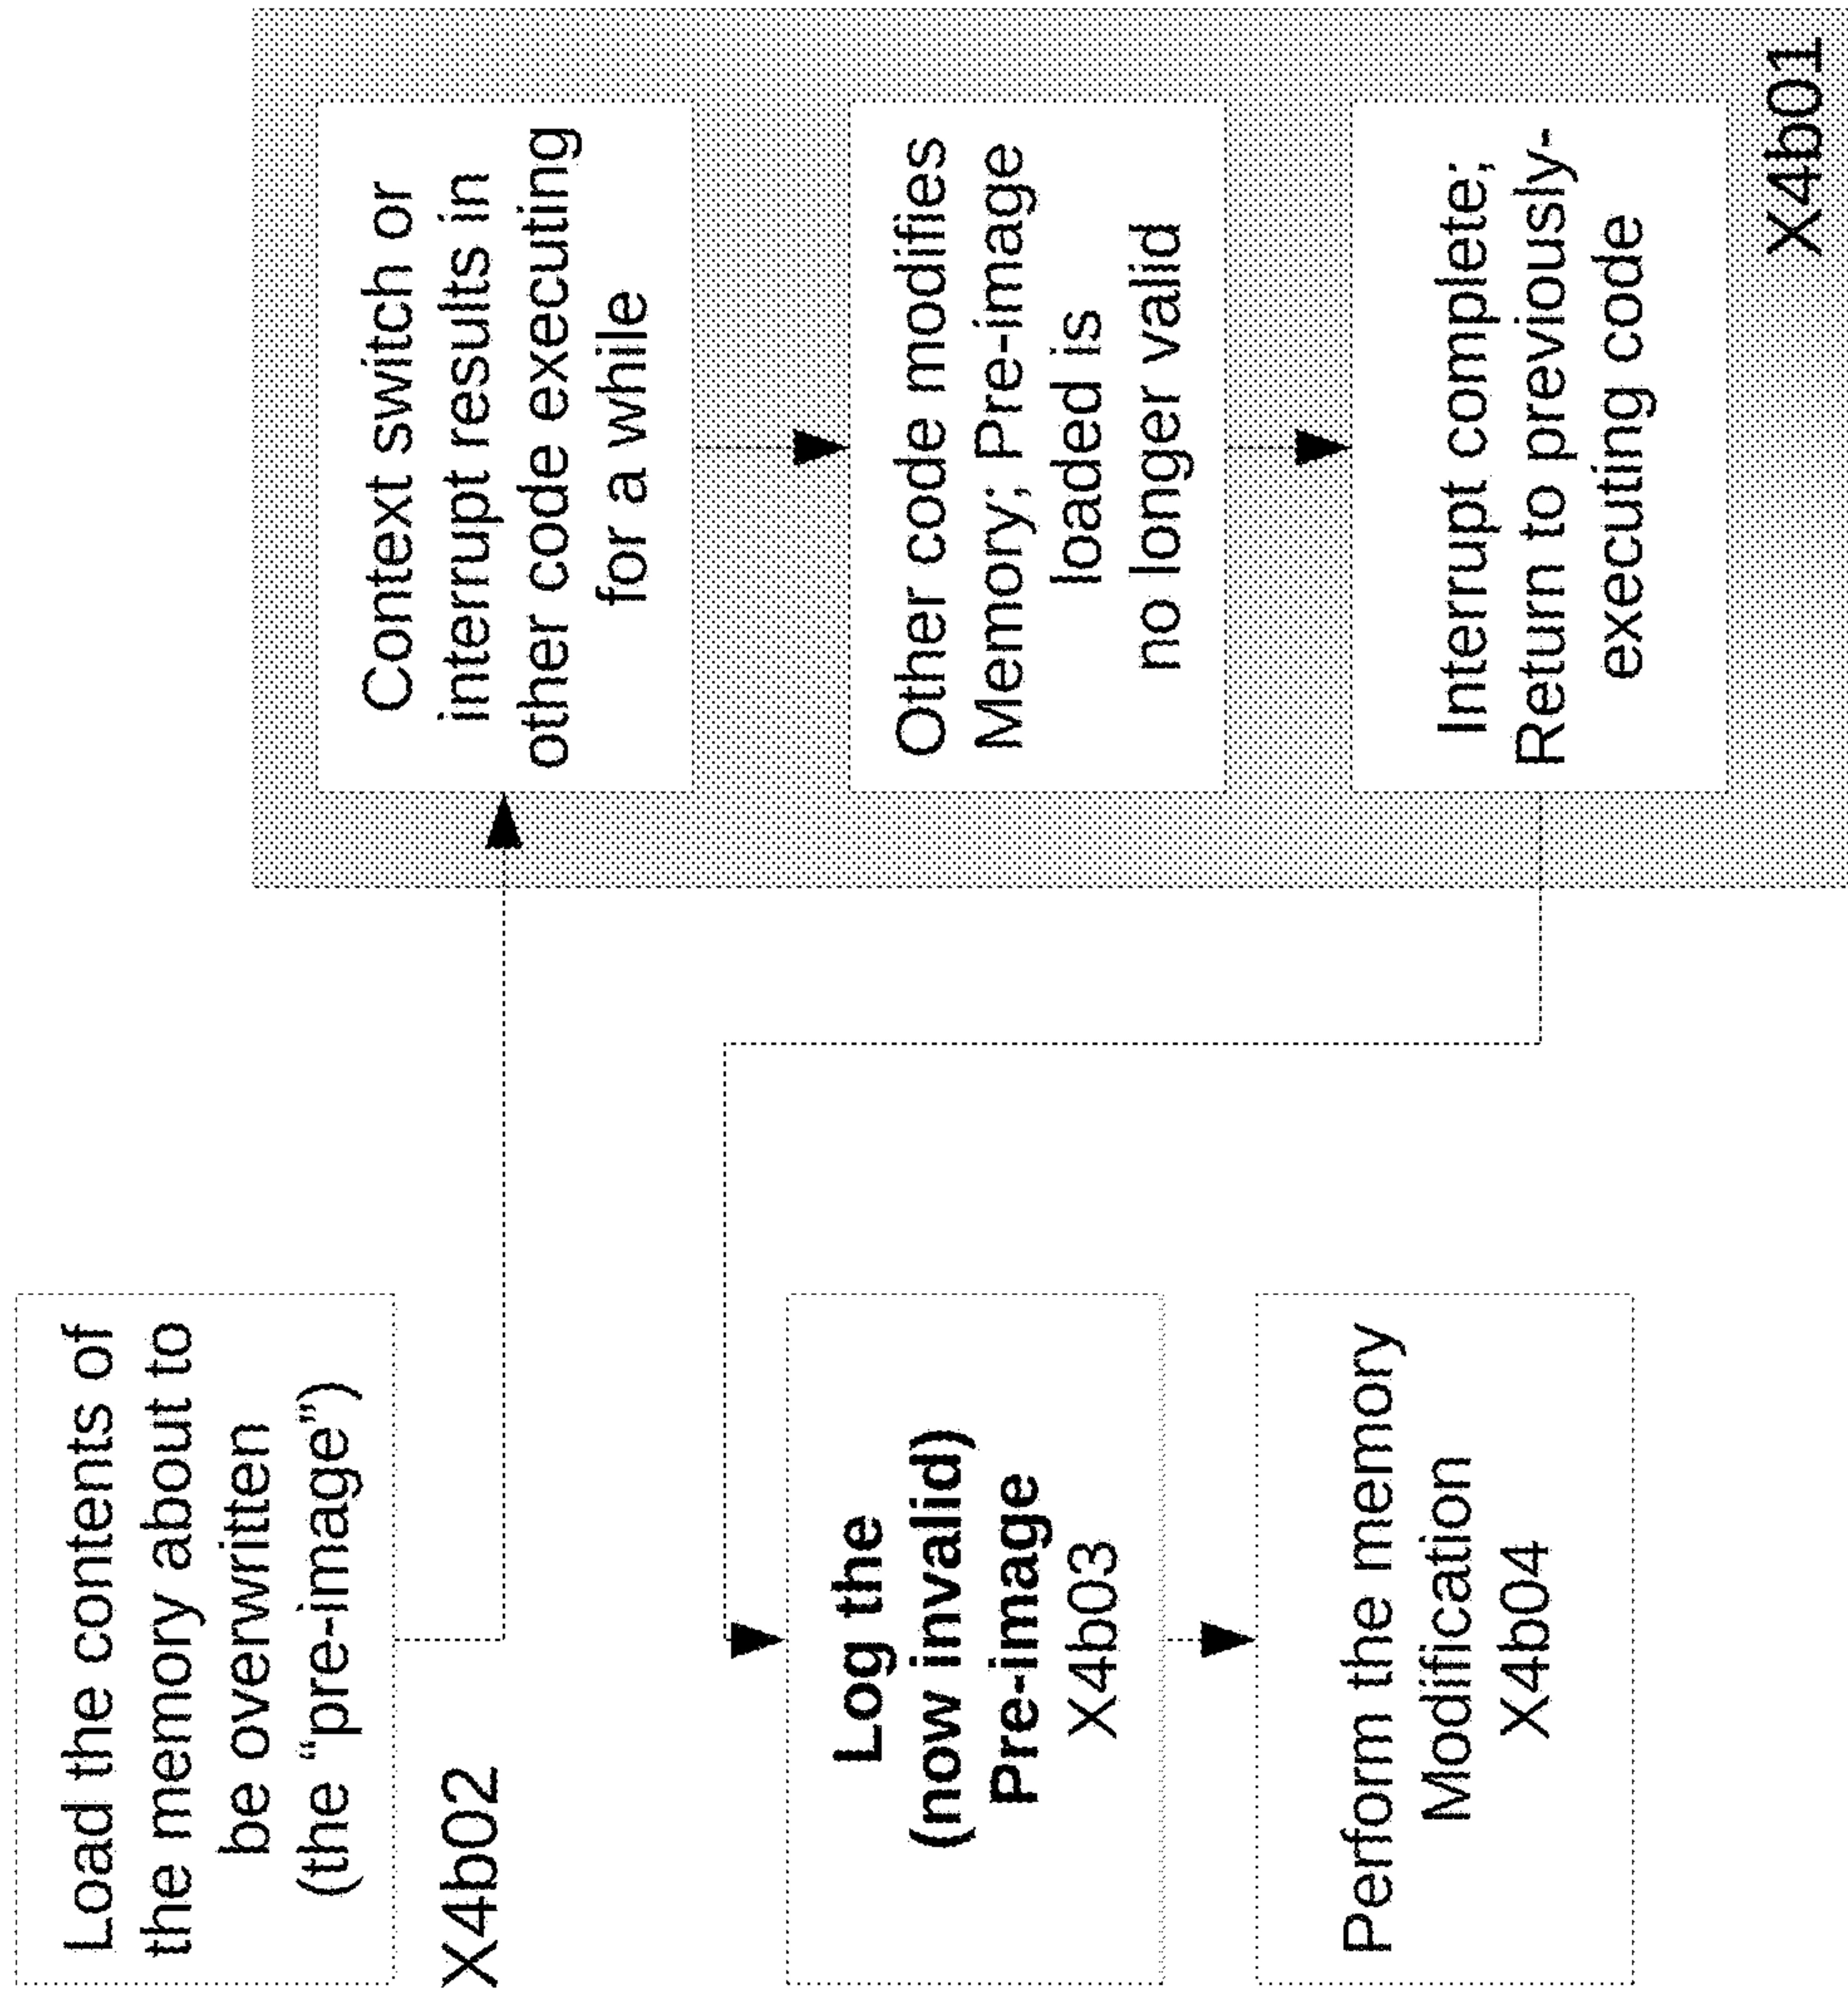 Load the contents of
the memory about to
be overwritten
(the “pre-image”)
X4b02
Context switch or
interrupt results in
other code executing
for a while
Other code modifies
Memory; Pre-image
loaded is
no longer valid
Interrupt complete;
Return to previously-
executing code
X4b01
Log the
(now invalid)
Pre-image
X4b03
Perform the memory
Modification
X4b04